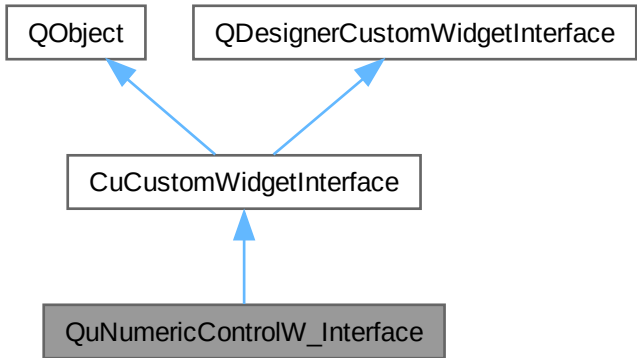 QObject
QDesignerCustomWidgetInterface
CuCustomWidgetInterface
QuNumericControlW_Interface